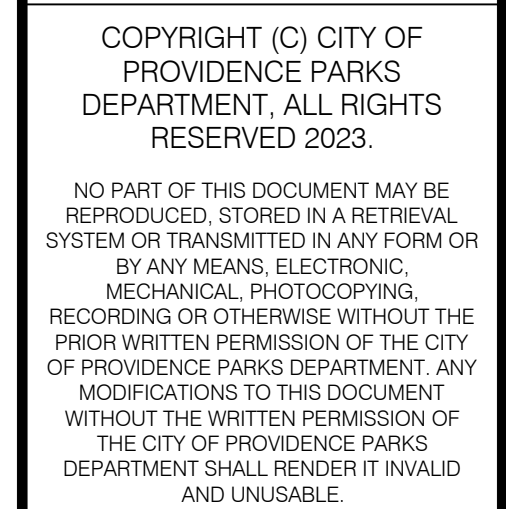 COPYRIGHT (C) CITY OF
PROVIDENCE PARKS
DEPARTMENT, ALL RIGHTS
RESERVED 2023.
NO PART OF THIS DOCUMENT MAY BE
REPRODUCED, STORED IN A RETRIEVAL
SYSTEM OR TRANSMITTED IN ANY FORM OR
BY ANY MEANS, ELECTRONIC,
MECHANICAL, PHOTOCOPYING,
RECORDING OR OTHERWISE WITHOUT THE
PRIOR WRITTEN PERMISSION OF THE CITY
OF PROVIDENCE PARKS DEPARTMENT. ANY
MODIFICATIONS TO THIS DOCUMENT
WITHOUT THE WRITTEN PERMISSION OF
THE CITY OF PROVIDENCE PARKS
DEPARTMENT SHALL RENDER IT INVALID
AND UNUSABLE.